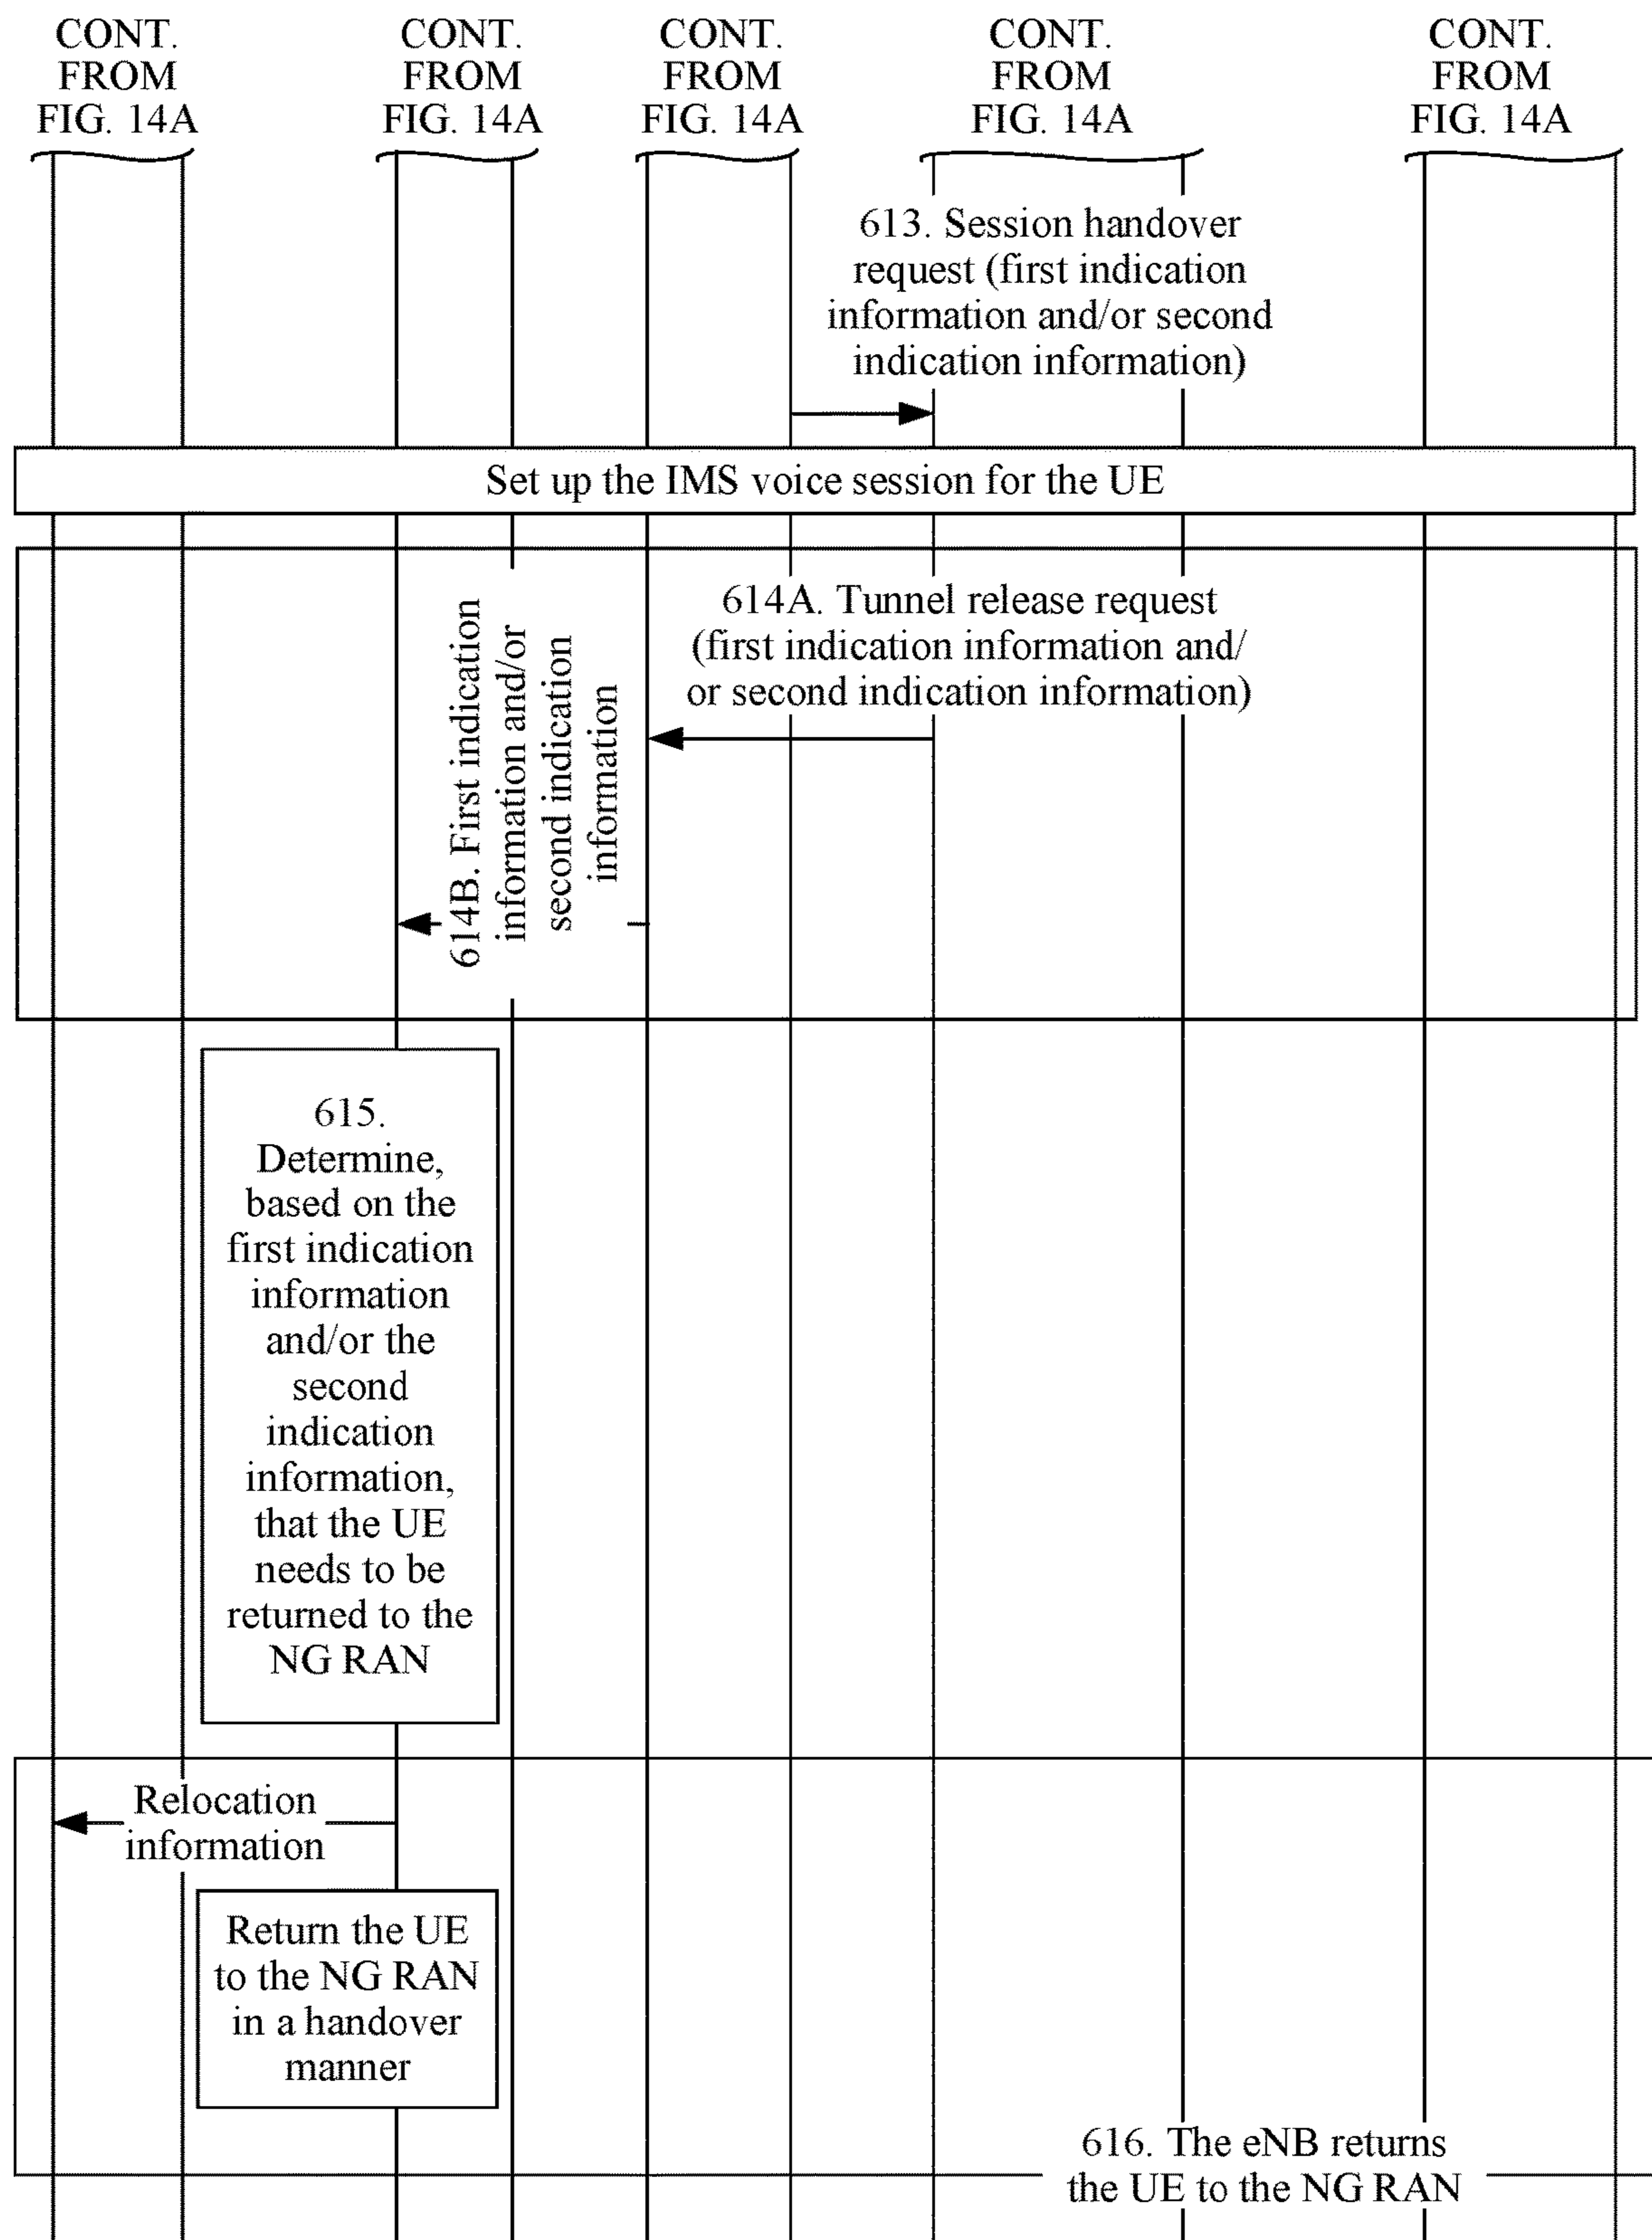 CONT.
FROM
FIG. 14A
CONT.
FROM
FIG. 14A
CONT.
FROM
FIG. 14A
CONT.
FROM
FIG. 14A
CONT.
FROM
FIG. 14A
613. Session handover
request (first indication
information and/or second
indication information)
Set up the IMS voice session for the UE
614A. Tunnel release request
(first indication information and/
or second indication information)
614B. First indication
information and/or
second indication
information
615.
Determine,
based on the
first indication
information
and/or the
second
indication
information,
that the UE
needs to be
returned to the
NG RAN
Relocation
information
Return the UE
to the NG RAN
in a handover
manner
616. The eNB returns
the UE to the NG RAN